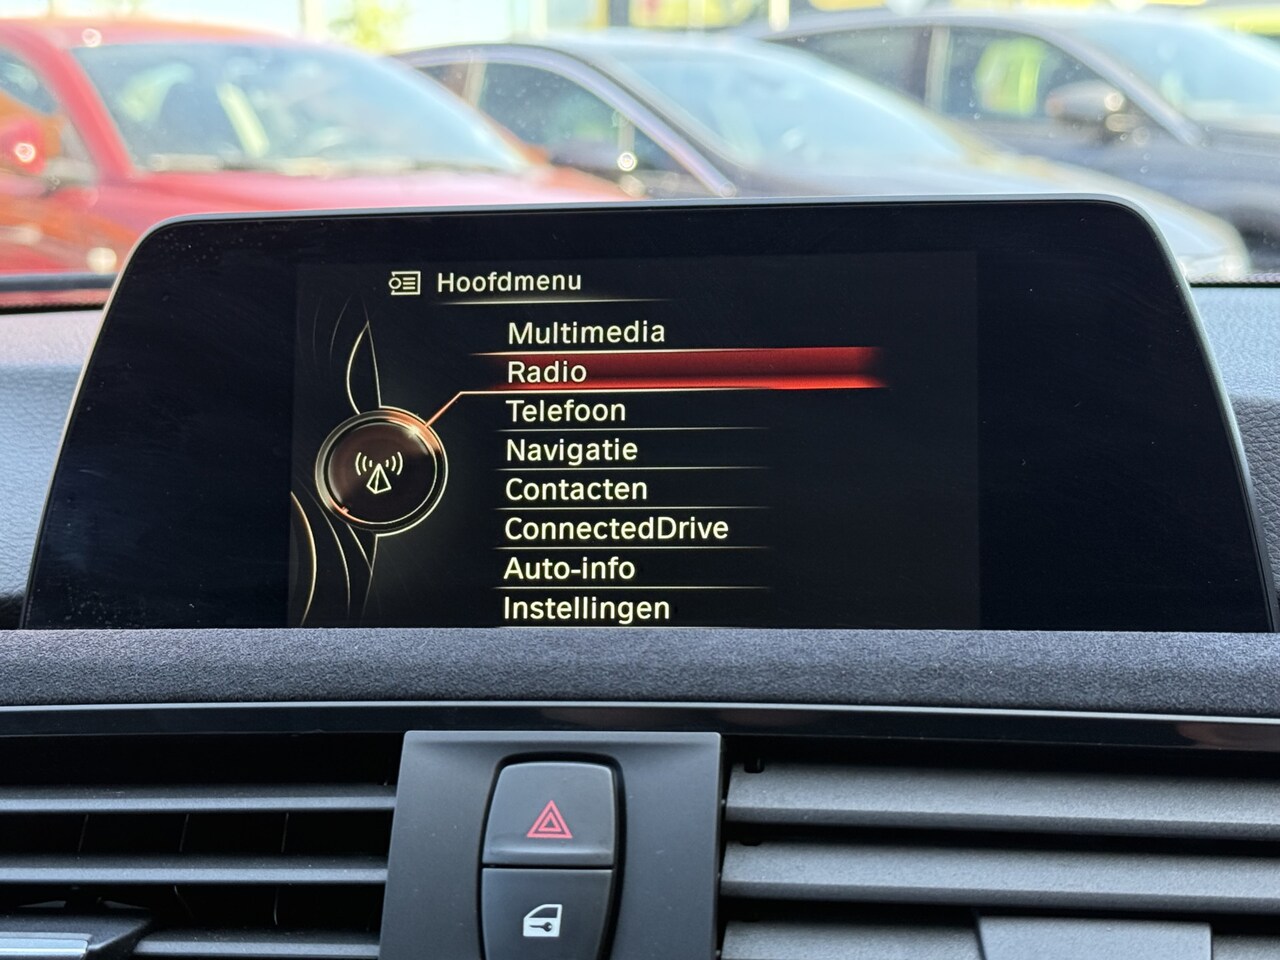 Hoofdmenu
Multimedia
Radio
Telefoon
Navigatie
Contacten
ConnectedDrive
Auto-info
Instellingen